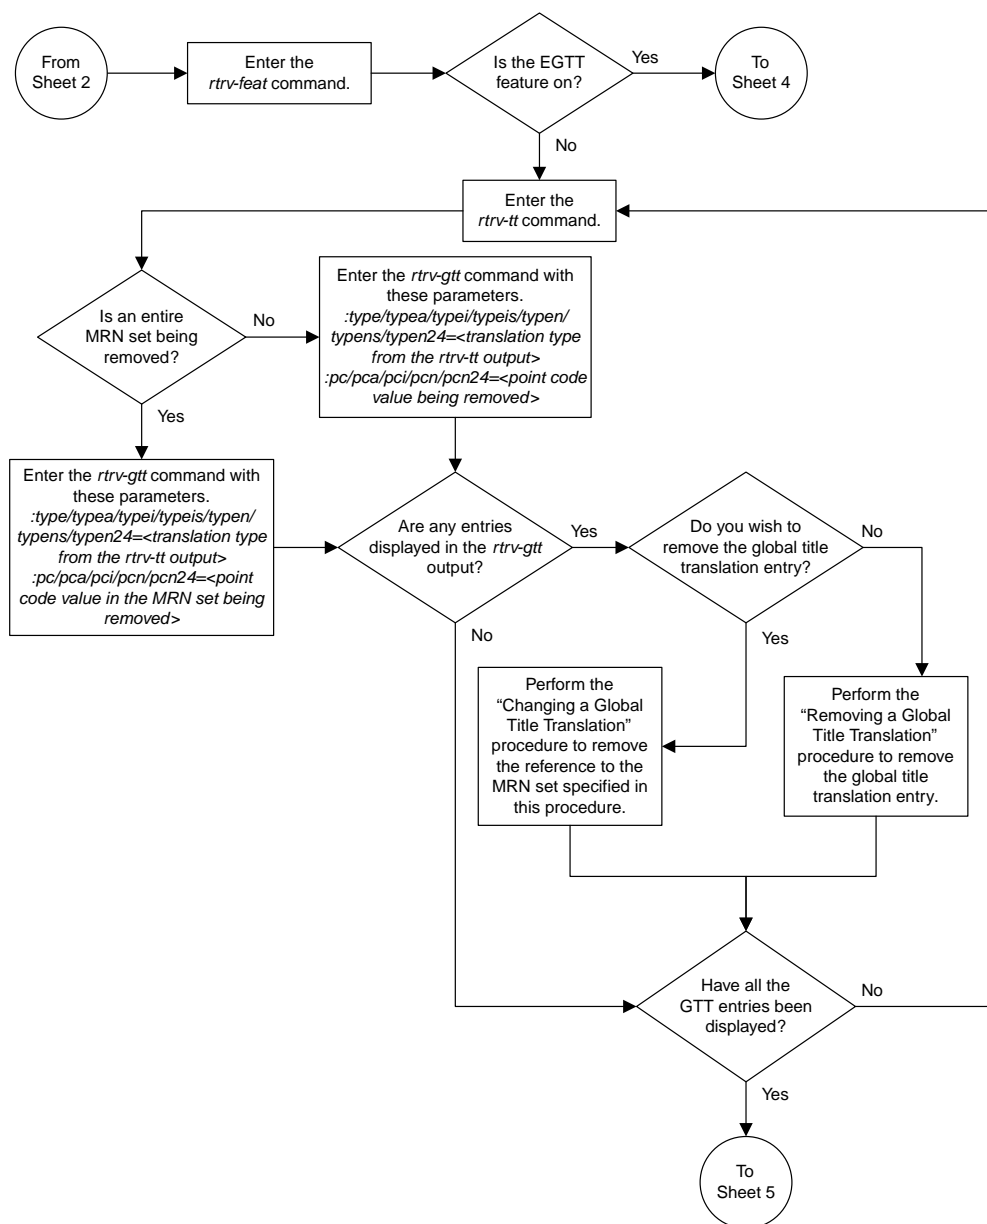 From
Sheet 2
Enter the
rtrv-feat command.
Is the EGTT
feature on?
Yes
To
Sheet 4
No
Enter the
rtrv-tt command.
Is an entire
MRN set being
removed?
No
Enter the rtrv-gtt command with
these parameters.
:type/typea/typei/typeis/typen/
typens/typen24=<translation type
from the rtrv-tt output>
:pc/pca/pci/pcn/pcn24=<point code
value being removed>
Yes
Enter the rtrv-gtt command with
these parameters.
:type/typea/typei/typeis/typen/
typens/typen24=<translation type
from the rtrv-tt output>
:pc/pca/pci/pcn/pcn24=<point
code value in the MRN set being
removed>
Are any entries
displayed in the rtrv-gtt
output?
Yes
Do you wish to
remove the global title
translation entry?
No
No
Yes
Perform the
“Changing a Global
Title Translation”
procedure to remove
the reference to the
MRN set specified in
this procedure.
Perform the
“Removing a Global
Title Translation”
procedure to remove
the global title
translation entry.
Have all the
GTT entries been
displayed?
No
Yes
To
Sheet 5